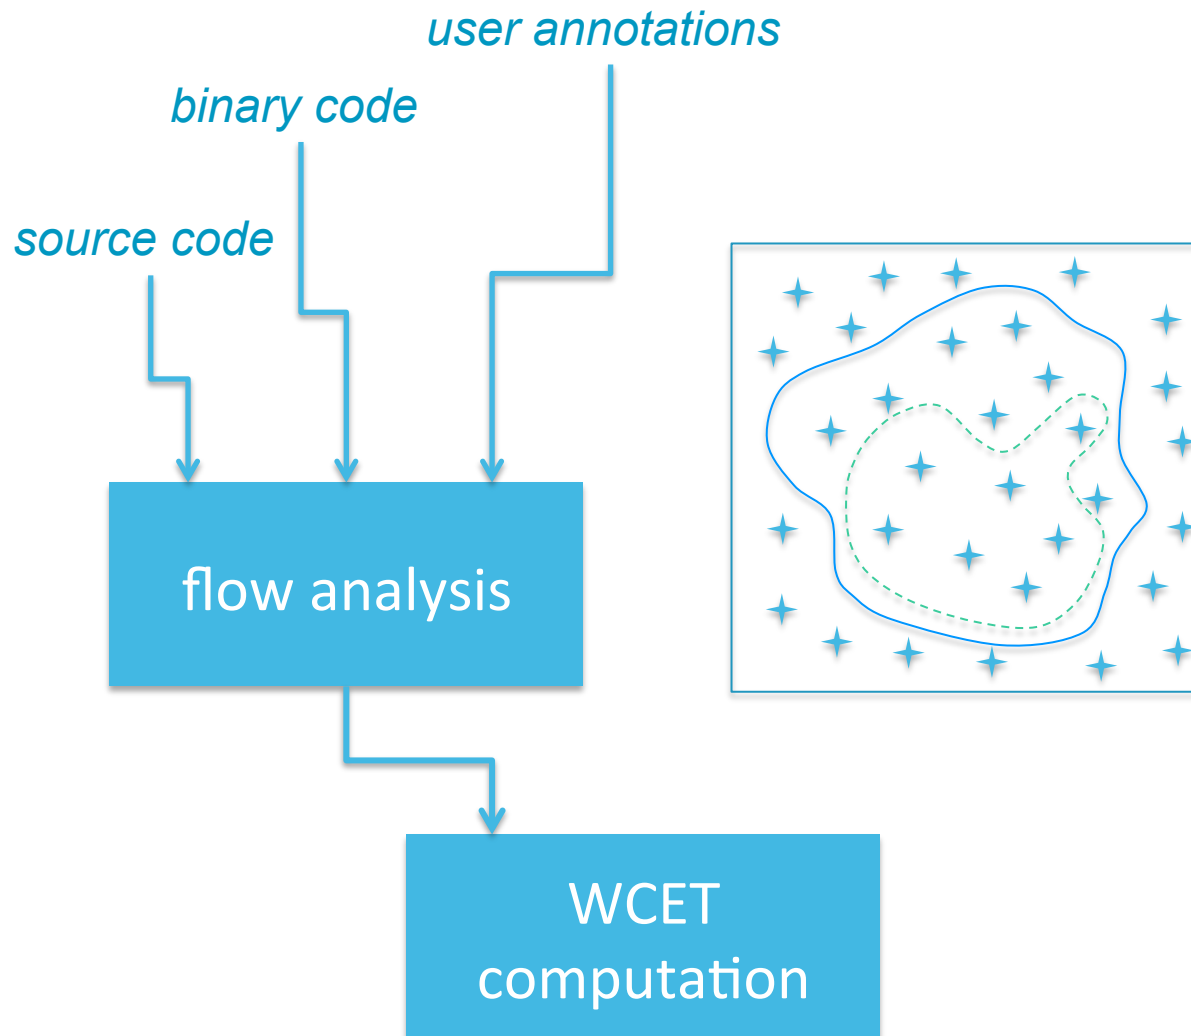 user annotations
binary code
source code
flow analysis
WCET
computation